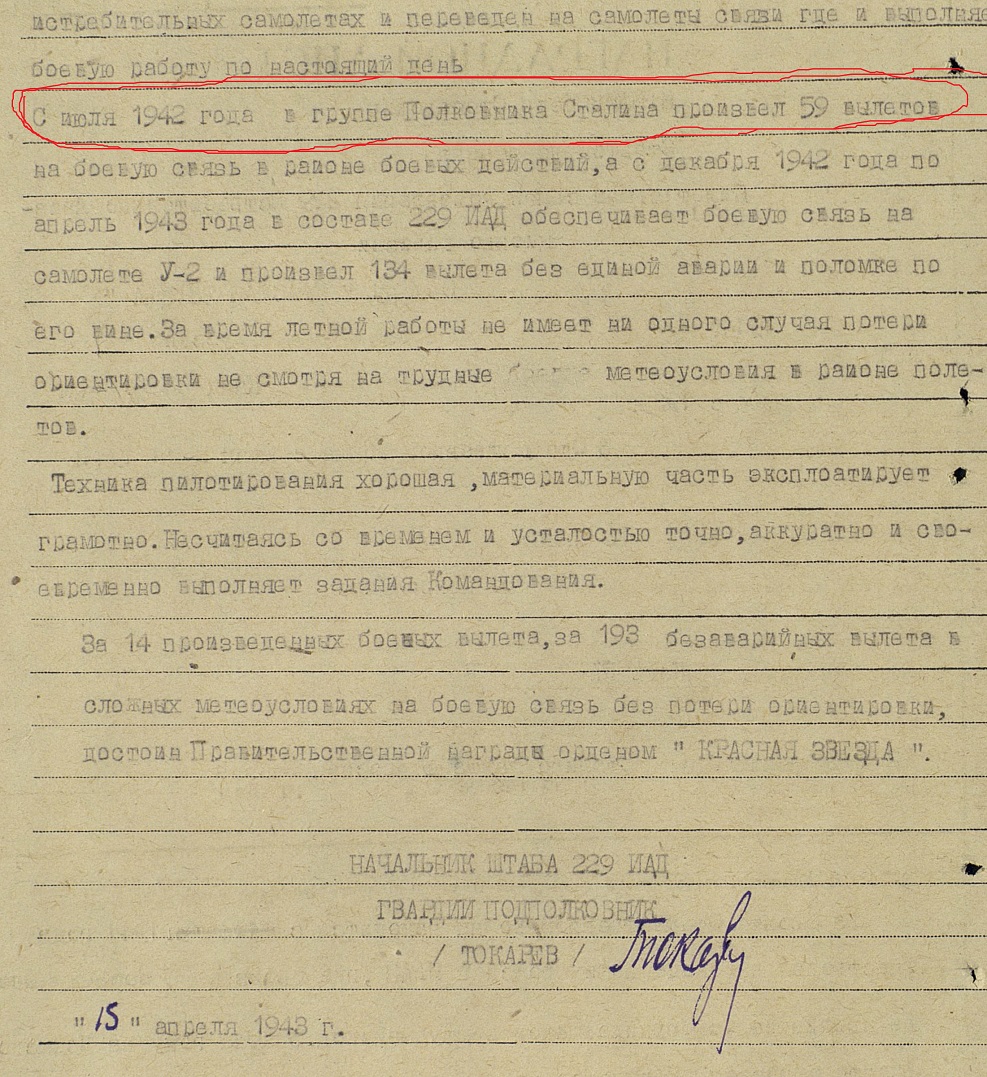 истребительных самолетах и переведен на самолеты связи где и выполняе
боевую работу по настоящий день
С июля 1942 года в группе Полковника Сталина произвел 59 вылетов
на боевую связь в районе боевых действий,а с декабря 1942 года по
апрель 1943 года в составе 229 ИАД обеспечивает боевую связь на
самолете У-2 и произвел 134 вылета без единой аварии и поломке по
его вине.За время летной работы не имеет ни одного случая потери
ориентировки не смотря на трудные метеоусловия в районе поле-
тов.
Техника пилотирования хорошая ,материальную часть эксплоатирует
грамотно.Несчитаясь со временем и усталостью точно,аккуратно и сво-
евременно выполняет задания Командования.
За 14 произведенных боевых вылета,за 193 безаварийных вылета в
сложных метеоусловиях на боевую связь без потери ориентировки,
достоин Правительственной награды орденом " КРАСНАЯ ЗВЕЗДА ".
НАЧАЛЬНИК ШТАБА 229 ИАД
ГВАРДИИ ПОДПОЛКОВНИК
/ ТОКАРЕВ / Токарев
" 15 " апреля 1943 г.